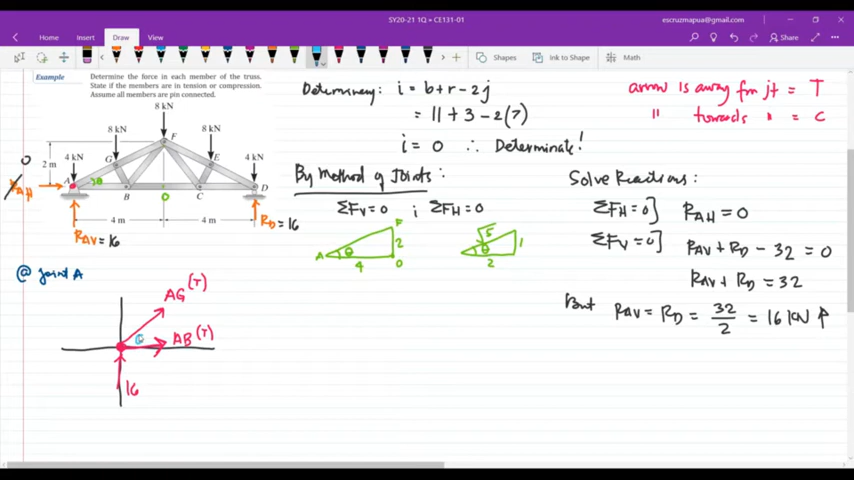 SY20-21 1Q » CE131-01
escruzmapua@gmail.com
Home Insert Draw View
Share
Shapes
Ink to Shape
Math
Example
Determine the force in each member of the truss.
State if the members are in tension or compression.
Assume all members are pin connected.
8 kN
8 kN
8 kN
4 kN
4 kN
2 m
F
G
E
A
θ
B
O
C
D
0
RAH
4 m
4 m
RAV = 16
RD = 16
Determinacy: i = b+r-2j
= 11+3-2(7)
i = 0 ∴ Determinate!
By Method of Joints:
ΣFV=0 ; ΣFH=0
F
A θ 2
4 O
√5
θ 1
2
arrow is away fm jt = T
" towards " = C
Solve Reactions:
ΣFH=0] RAH = 0
ΣFV=0] RAV + RD - 32 = 0
RAV + RD = 32
But RAV = RD = 32/2 = 16 kN ↑
@ Joint A
AG (T)
θ
AB (T)
16